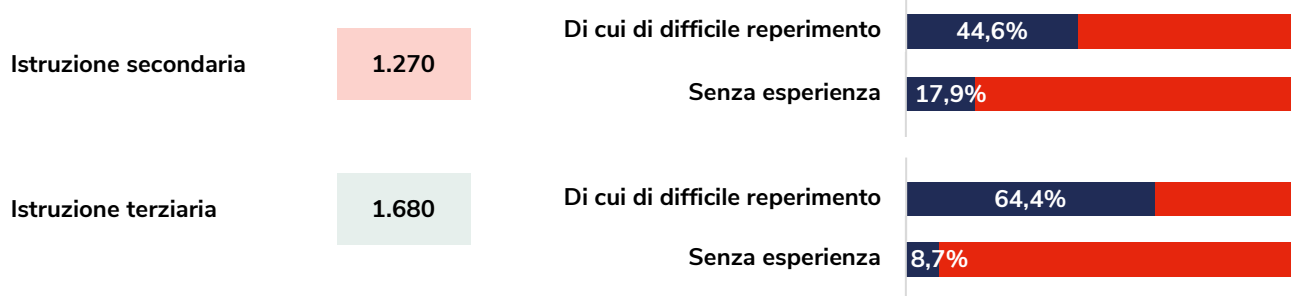 Di cui di difficile reperimento 44,6%
Istruzione secondaria 1.270
Senza esperienza 17,9%
Di cui di difficile reperimento 64,4%
Istruzione terziaria 1.680
Senza esperienza 8,7%